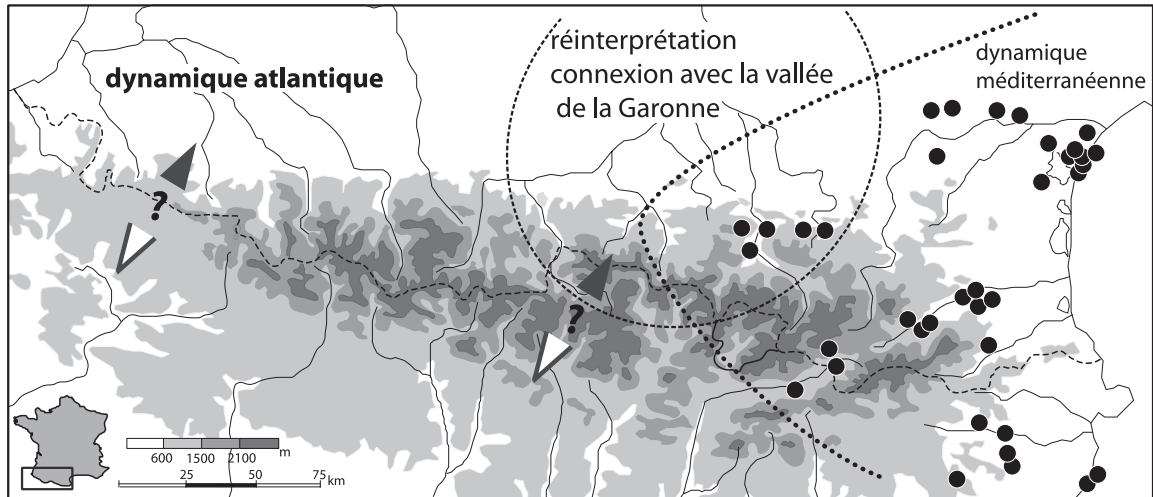 réinterprétation
connexion avec la vallée
de la Garonne
dynamique atlantique
dynamique
méditerranéenne
?
?
600 1500 2100 m
25 50 75 km